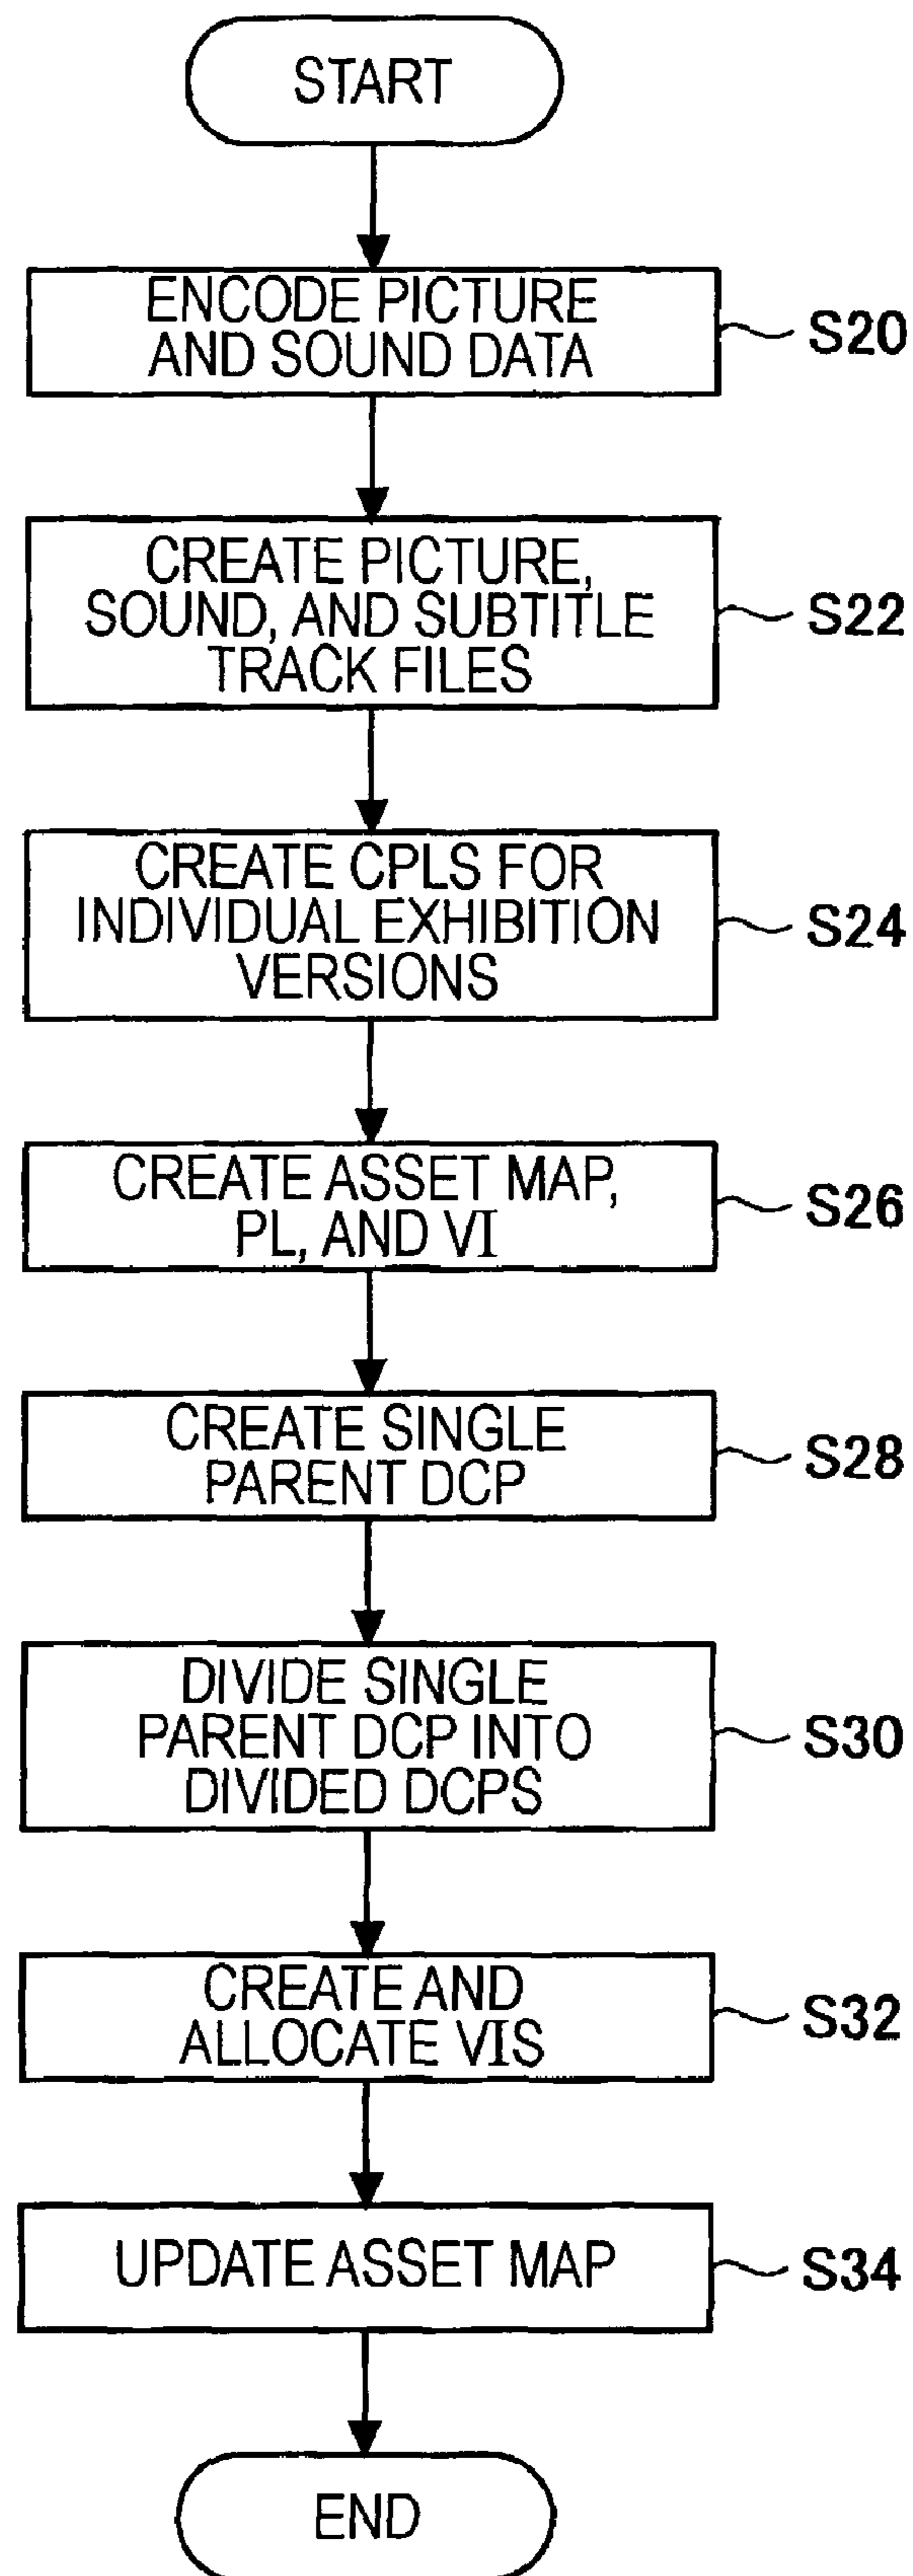 START
ENCODE PICTURE
AND SOUND DATA
S20
CREATE PICTURE,
SOUND, AND SUBTITLE
TRACK FILES
S22
CREATE CPLS FOR
INDIVIDUAL EXHIBITION
VERSIONS
S24
CREATE ASSET MAP,
PL, AND VI
S26
CREATE SINGLE
PARENT DCP
S28
DIVIDE SINGLE
PARENT DCP INTO
DIVIDED DCPS
S30
CREATE AND
ALLOCATE VIS
S32
UPDATE ASSET MAP
S34
END